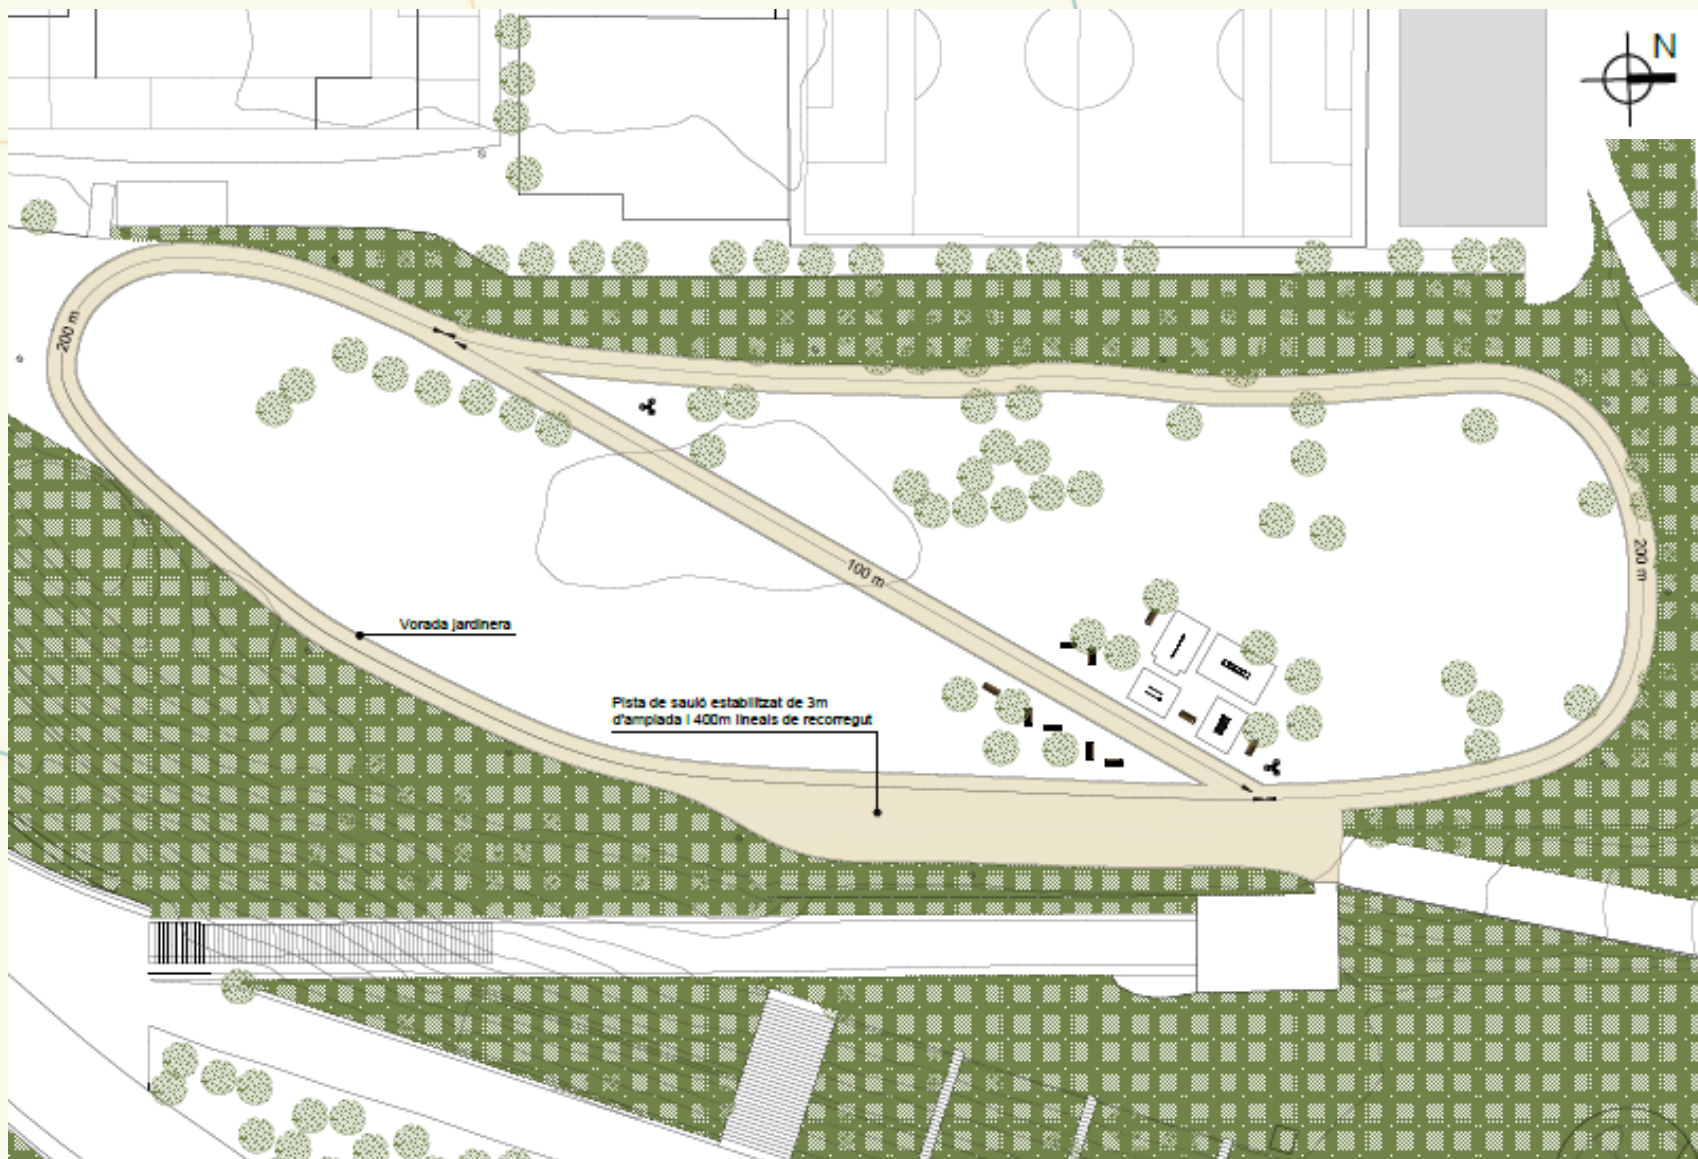 N
200 m
100 m
200 m
Vorada jardinera
Pista de sauló estabilitzat de 3m
d'amplada i 400m lineals de recorregut